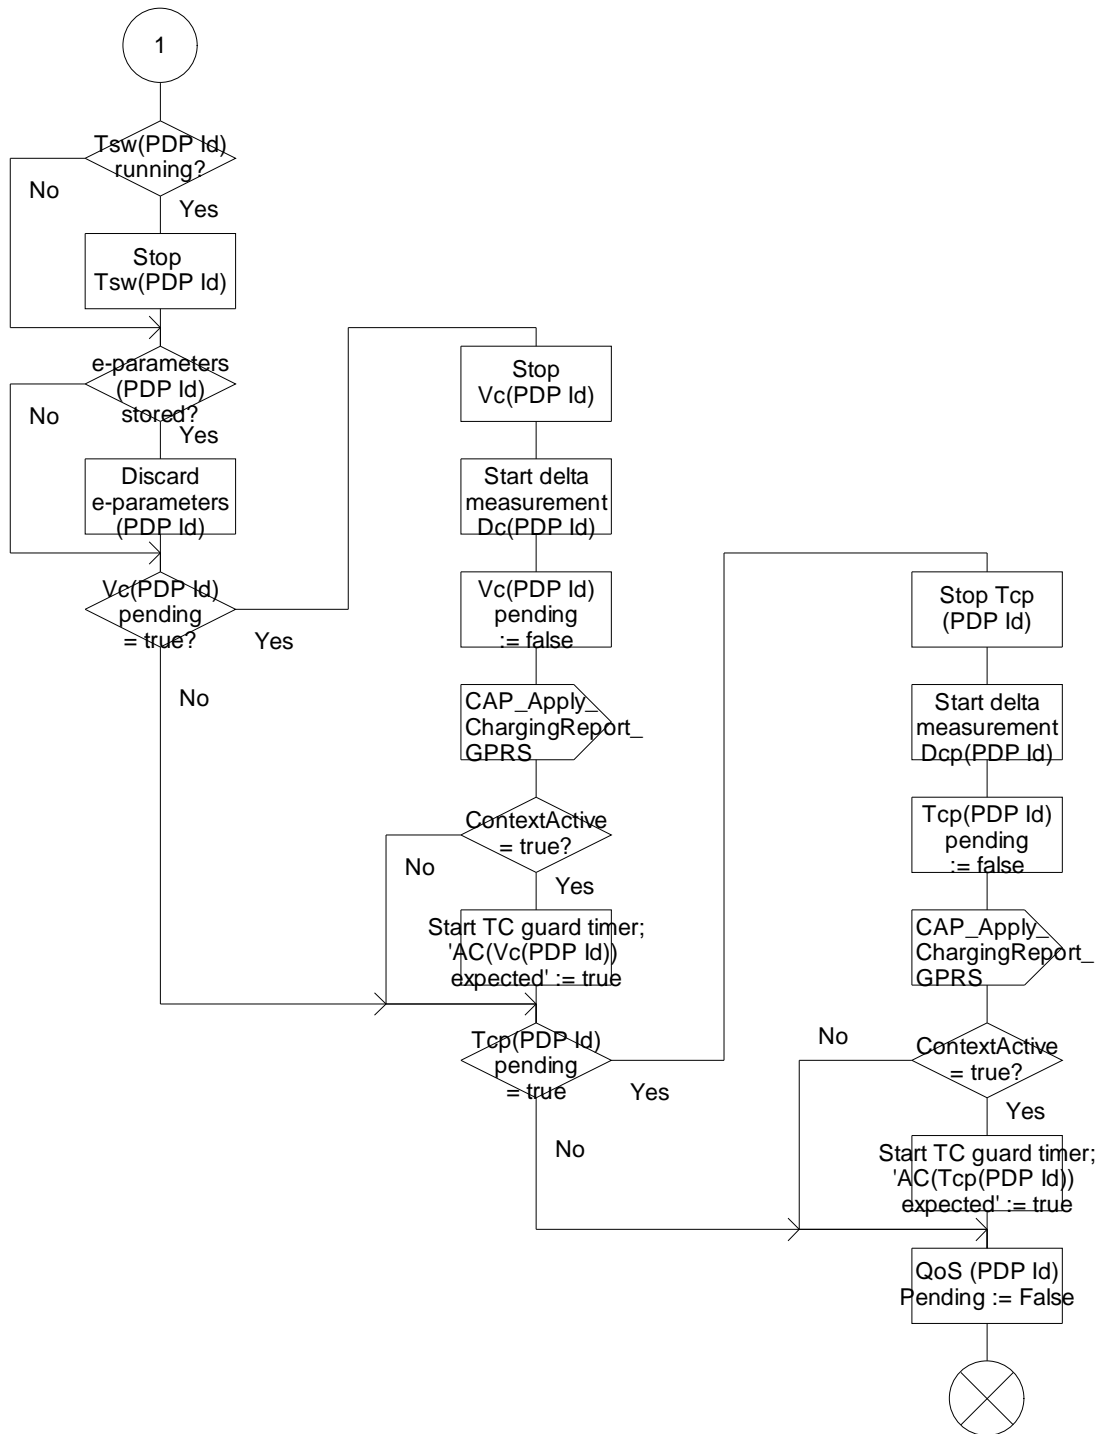 1
Tsw(PDP Id)
running?
No
Yes
Stop
Tsw(PDP Id)
e-parameters
(PDP Id)
stored?
No
Yes
Discard
e-parameters
(PDP Id)
Vc(PDP Id)
pending
= true?
Yes
No
Stop
Vc(PDP Id)
Start delta
measurement
Dc(PDP Id)
Vc(PDP Id)
pending
:= false
CAP_Apply_
ChargingReport_
GPRS
ContextActive
= true?
No
Yes
Start TC guard timer;
'AC(Vc(PDP Id))
expected' := true
Tcp(PDP Id)
pending
= true
Yes
No
Stop Tcp
(PDP Id)
Start delta
measurement
Dcp(PDP Id)
Tcp(PDP Id)
pending
:= false
CAP_Apply_
ChargingReport_
GPRS
No
ContextActive
= true?
Yes
Start TC guard timer;
'AC(Tcp(PDP Id))
expected' := true
QoS (PDP Id)
Pending := False